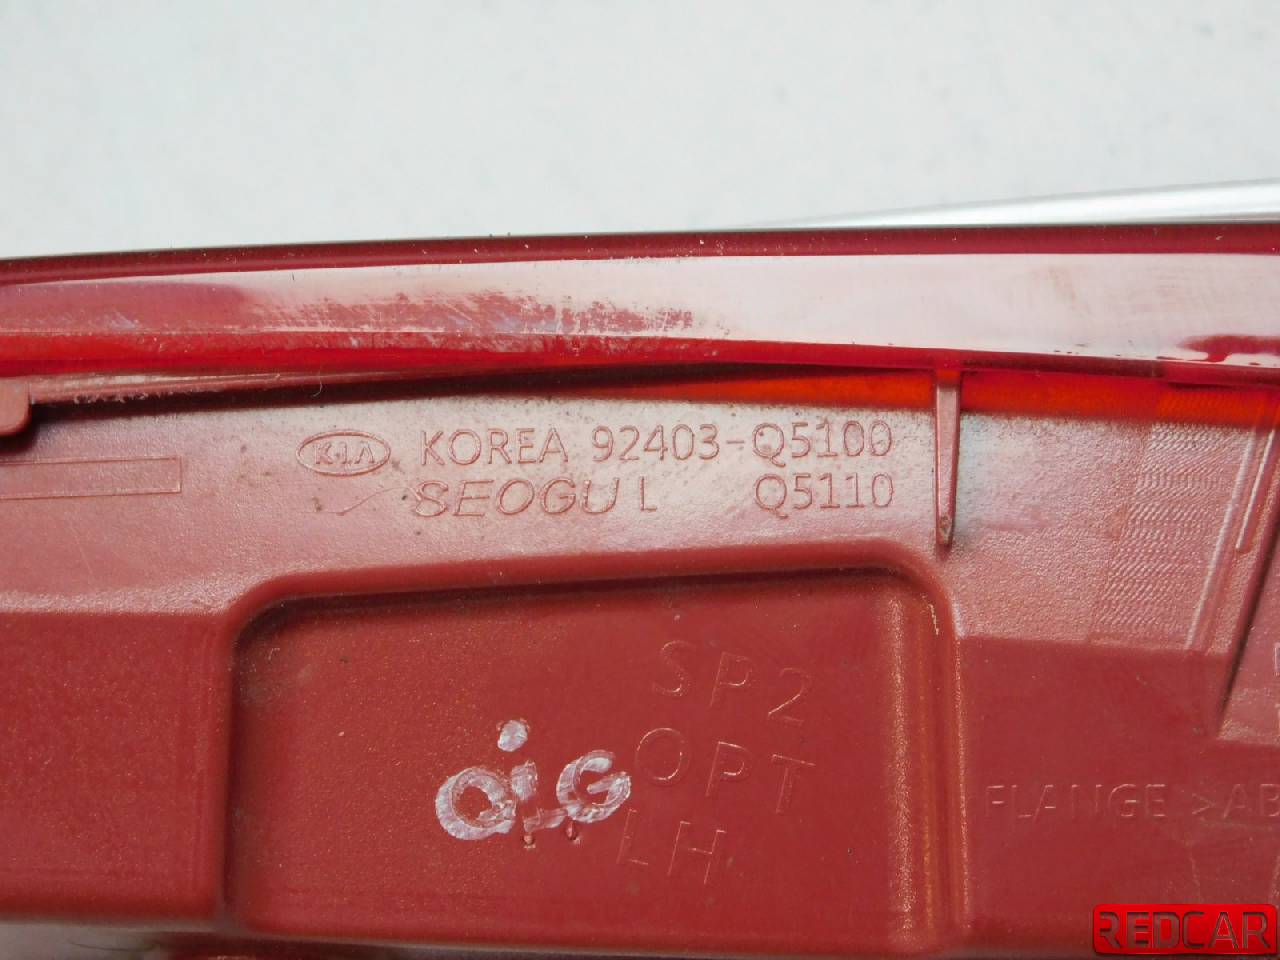 KIA KOREA 92403-Q5100
SEOGU L Q5110
SP2
OPT
LH
FLANGE >AB
REDCAR